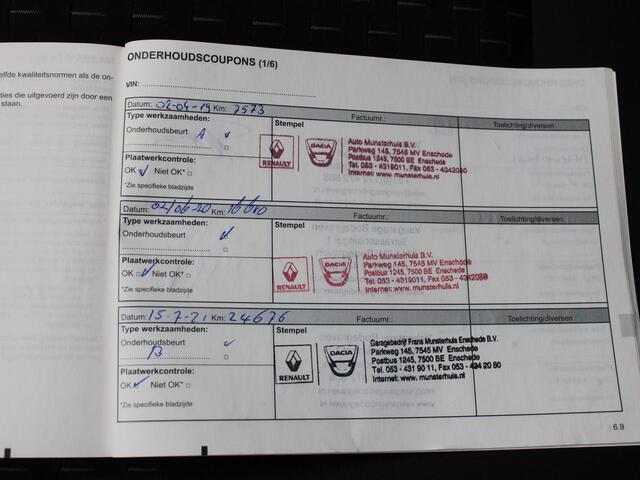 elfde kwaliteitsnormen als de on-
ties die uitgevoerd zijn door een
staan.
ONDERHOUDSCOUPONS (1/6)
VIN:
Datum: 02-04-19 Km: 7573
Factuurnr.:
Toelichting/diversen
Type werkzaamheden:
Stempel
Onderhoudsbeurt
A
RENAULT
DACIA
Auto Munsterhuis B.V.
Parkweg 145, 7545 MV Enschede
Postbus 1245, 7500 BE Enschede
Tel. 053 - 4319011, Fax 053 - 4342080
Internet: www.munsterhuis.nl
Plaatwerkcontrole:
OK Niet OK*
*Zie specifieke bladzijde
Datum: 02/06-20 Km: 16 610
Factuurnr.:
Toelichting/diversen
Type werkzaamheden:
Stempel
Onderhoudsbeurt
RENAULT
DACIA
Auto Munsterhuis B.V.
Parkweg 145, 7545 MV Enschede
Postbus 1245, 7500 BE Enschede
Tel. 053 - 4319011, Fax 053 - 4342080
Internet: www.munsterhuis.nl
Plaatwerkcontrole:
OK Niet OK*
*Zie specifieke bladzijde
Datum: 15-7-21 Km: 24676
Factuurnr.:
Toelichting/diversen
Type werkzaamheden:
Stempel
Onderhoudsbeurt
B
RENAULT
DACIA
Garagebedrijf Frans Munsterhuis Enschede B.V.
Parkweg 145, 7545 MV Enschede
Postbus 1245, 7500 BE Enschede
Tel. 053 - 431 90 11, Fax 053 - 434 20 80
Internet: www.munsterhuis.nl
Plaatwerkcontrole:
OK Niet OK*
*Zie specifieke bladzijde
6.9